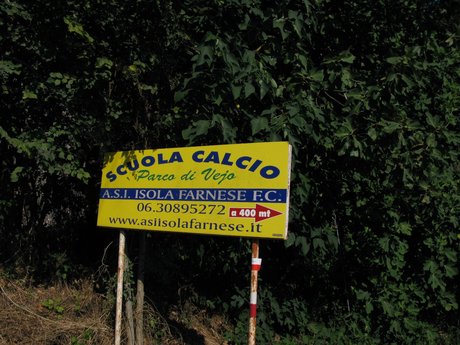 SCUOLA CALCIO
Parco di Vejo
A.S.I. ISOLA FARNESE F.C.
06.30895272 a 400 mt
www.asiisolafarnese.it